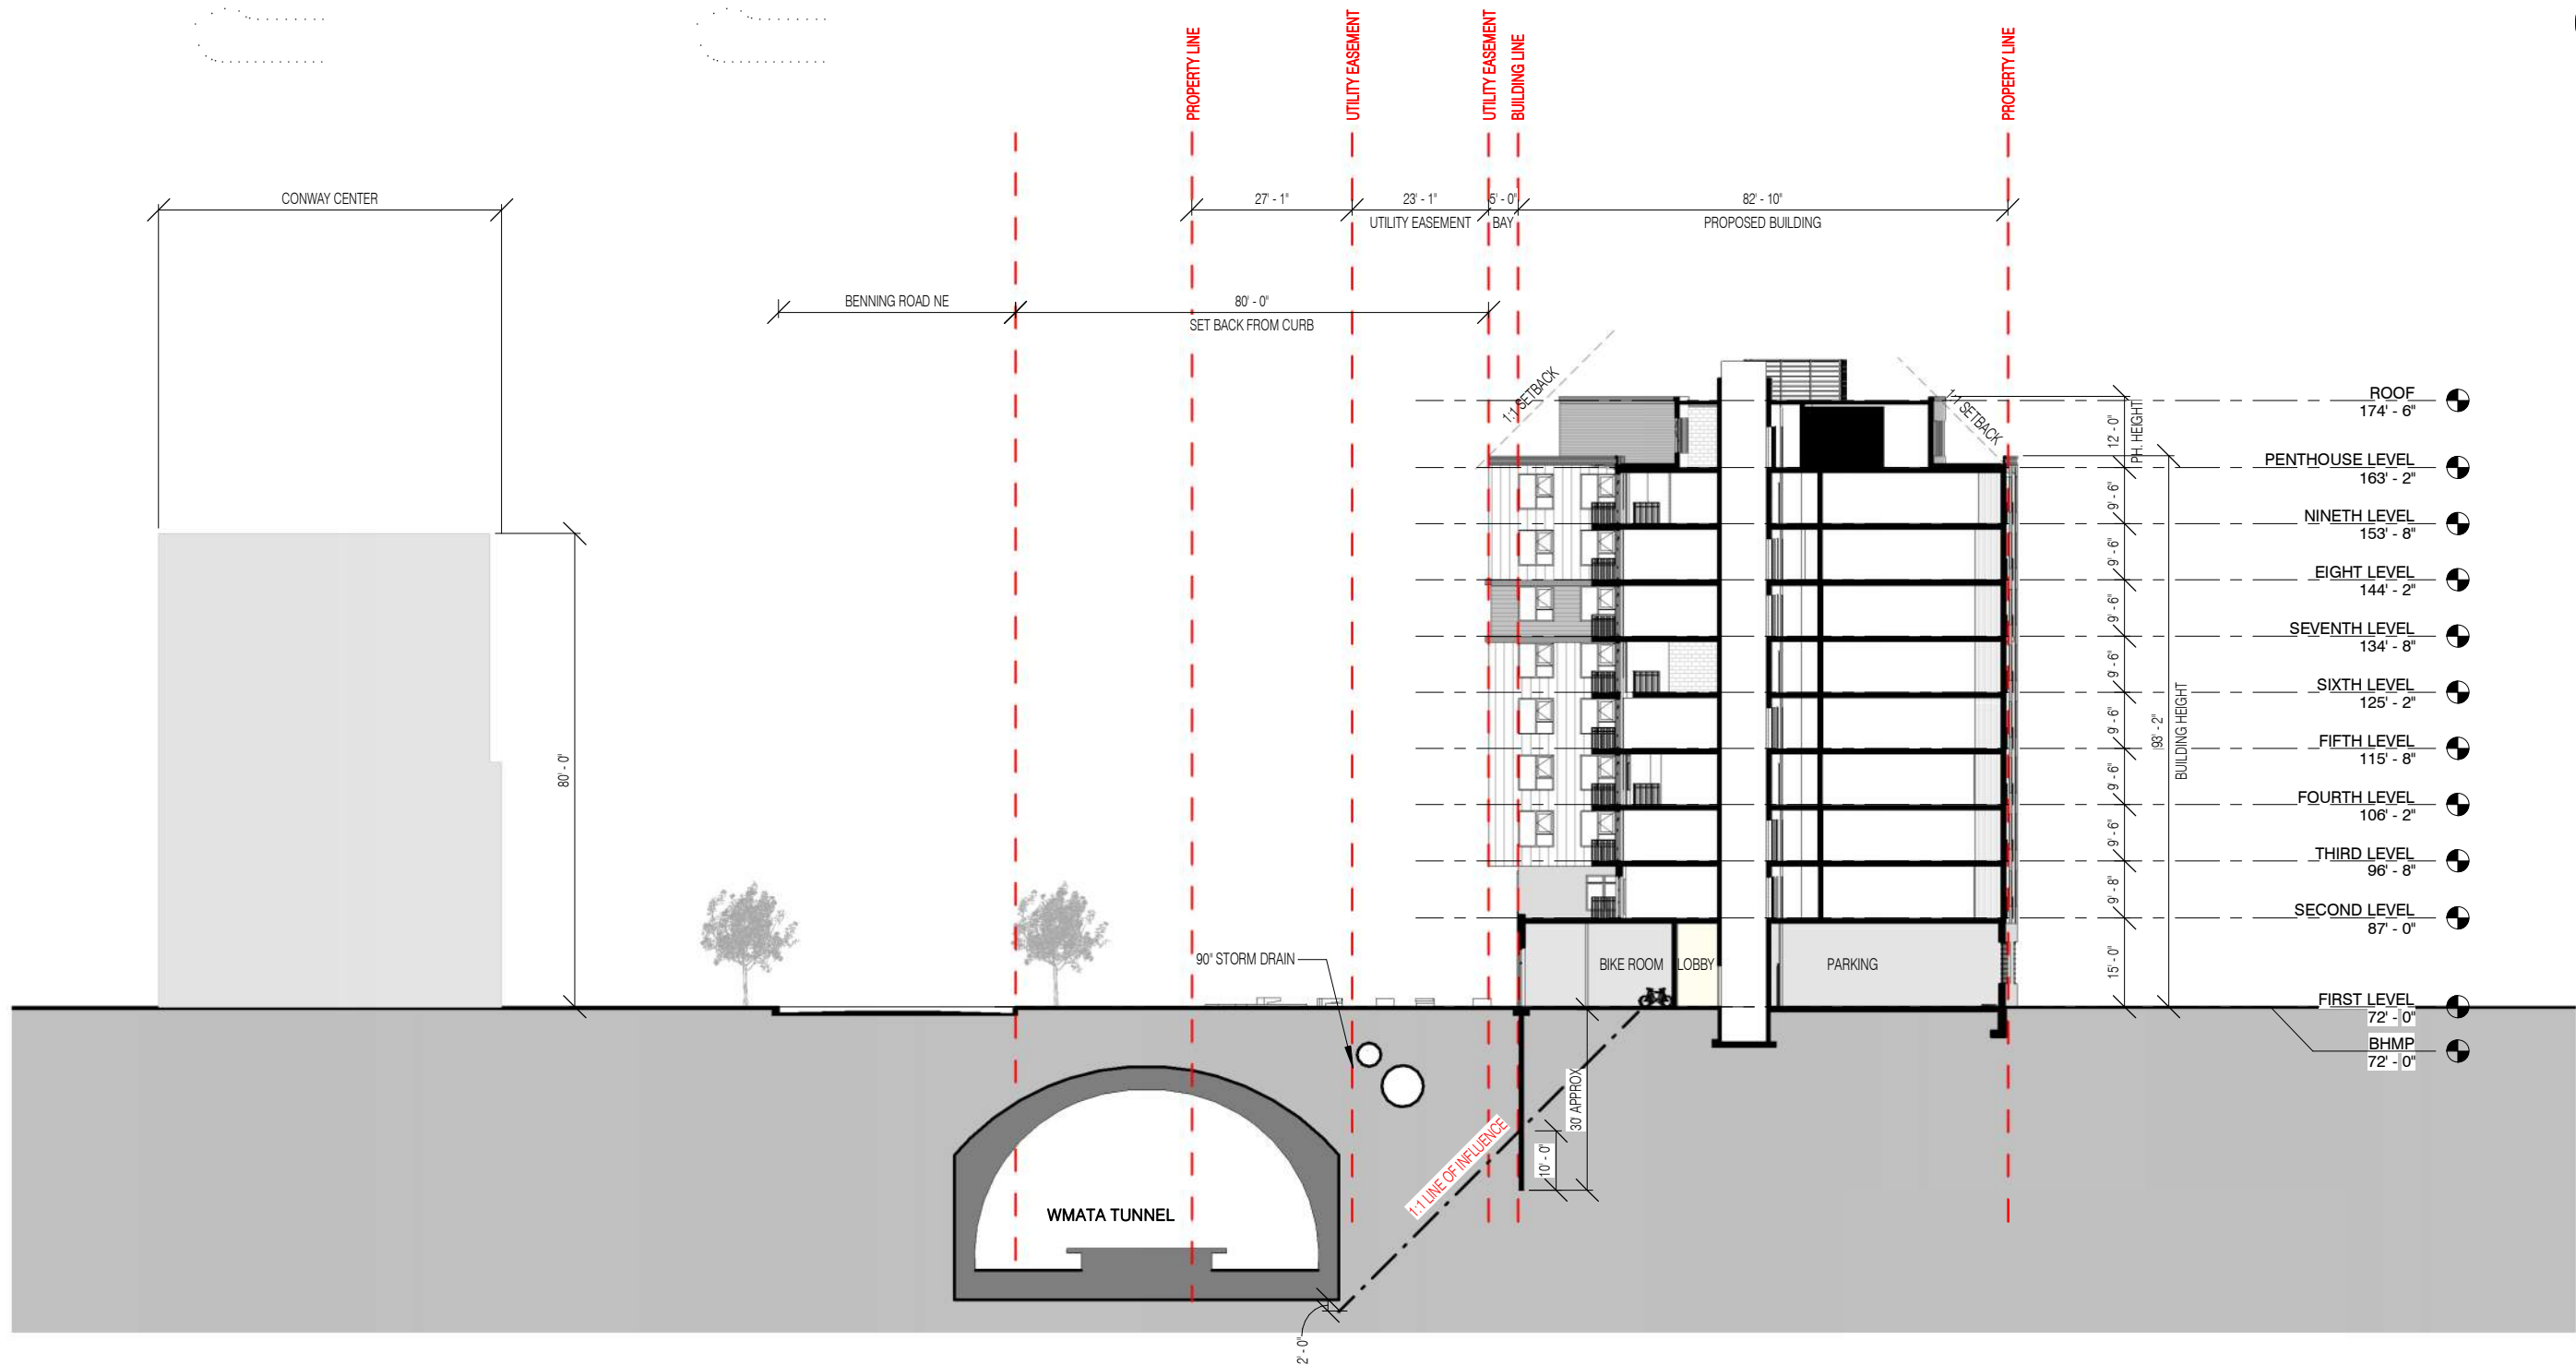 PROPERTY LINE
UTILITY EASEMENT
UTILITY EASEMENT
BUILDING LINE
PROPERTY LINE
CONWAY CENTER
27' - 1"
23' - 1"
5' - 0"
82' - 10"
UTILITY EASEMENT
BAY
PROPOSED BUILDING
BENNING ROAD NE
80' - 0"
SET BACK FROM CURB
1:1 SETBACK
1:1 SETBACK
12' - 0"
PH. HEIGHT
ROOF
174' - 6"
PENTHOUSE LEVEL
163' - 2"
9' - 6"
NINETH LEVEL
153' - 8"
9' - 6"
EIGHT LEVEL
144' - 2"
9' - 6"
SEVENTH LEVEL
134' - 8"
9' - 6"
SIXTH LEVEL
125' - 2"
9' - 6"
FIFTH LEVEL
115' - 8"
9' - 6"
FOURTH LEVEL
106' - 2"
9' - 6"
THIRD LEVEL
96' - 8"
9' - 8"
SECOND LEVEL
87' - 0"
15' - 0"
FIRST LEVEL
72' - 0"
BHMP
72' - 0"
93' - 2"
BUILDING HEIGHT
80' - 0"
90" STORM DRAIN
BIKE ROOM
LOBBY
PARKING
30' APPROX
10' - 0"
1:1 LINE OF INFLUENCE
WMATA TUNNEL
2' - 0"